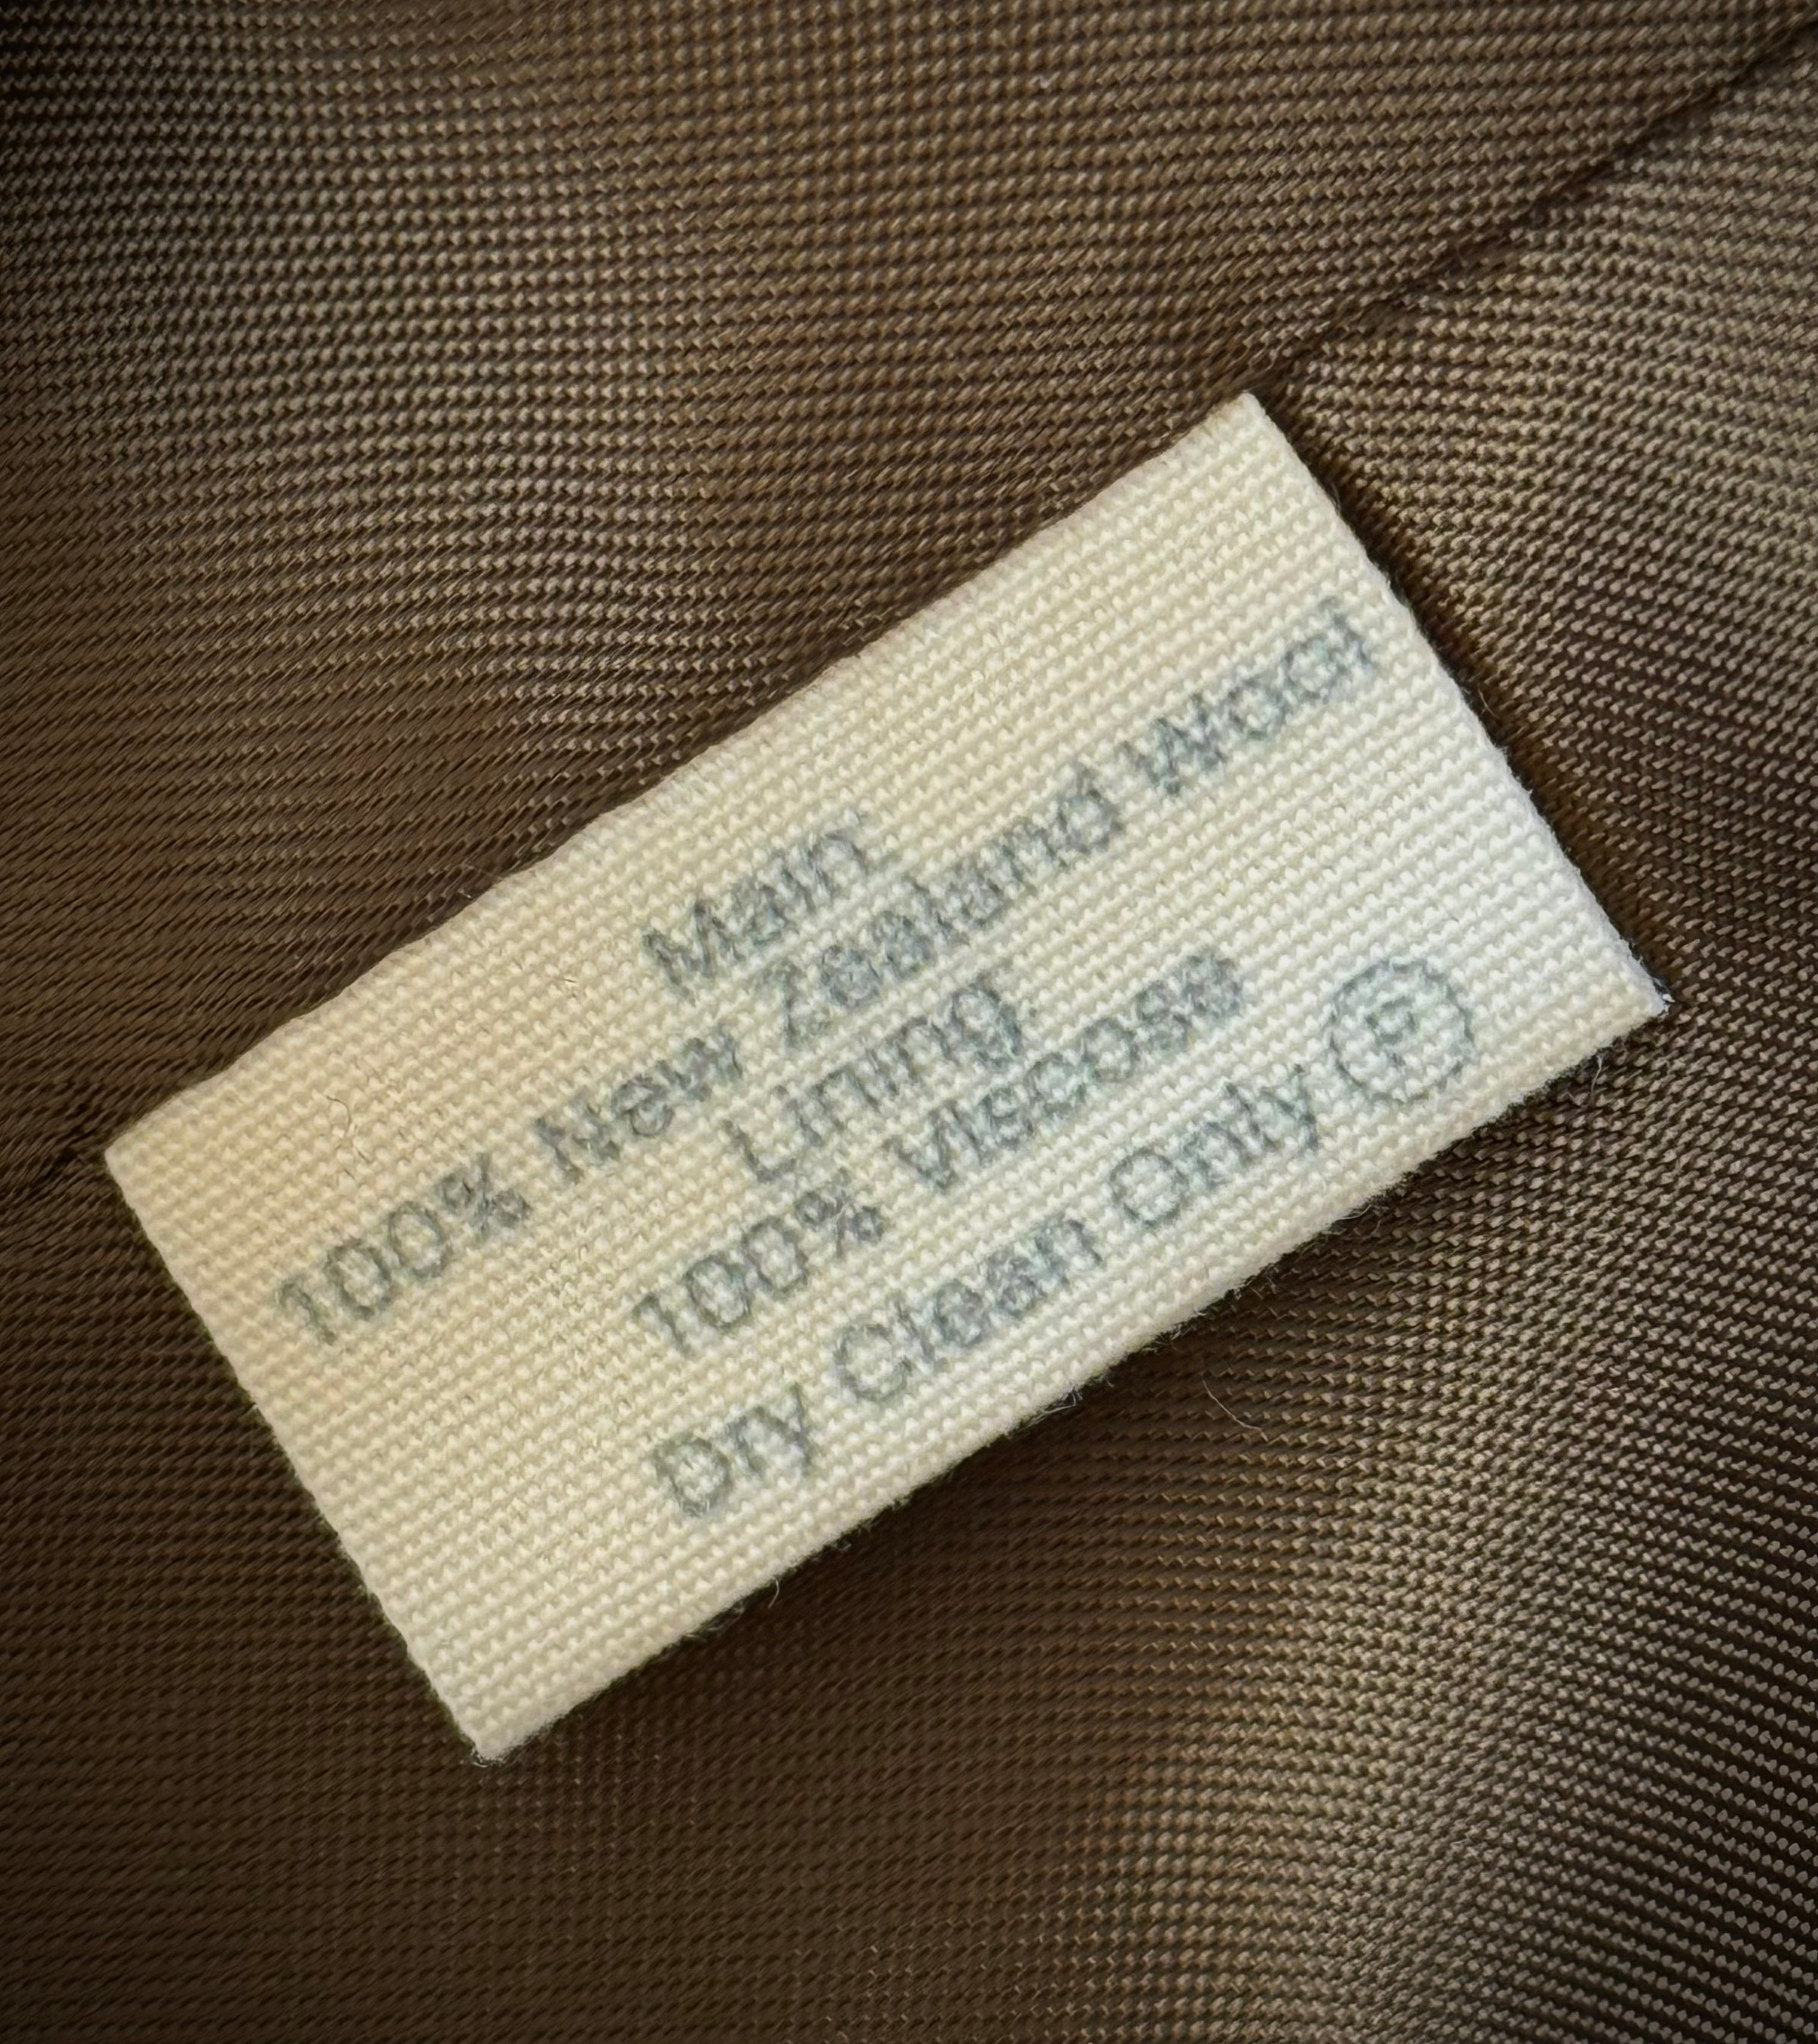 Main
100% New Zealand Wool
Lining
100% Viscose
Dry Clean Only Ⓟ